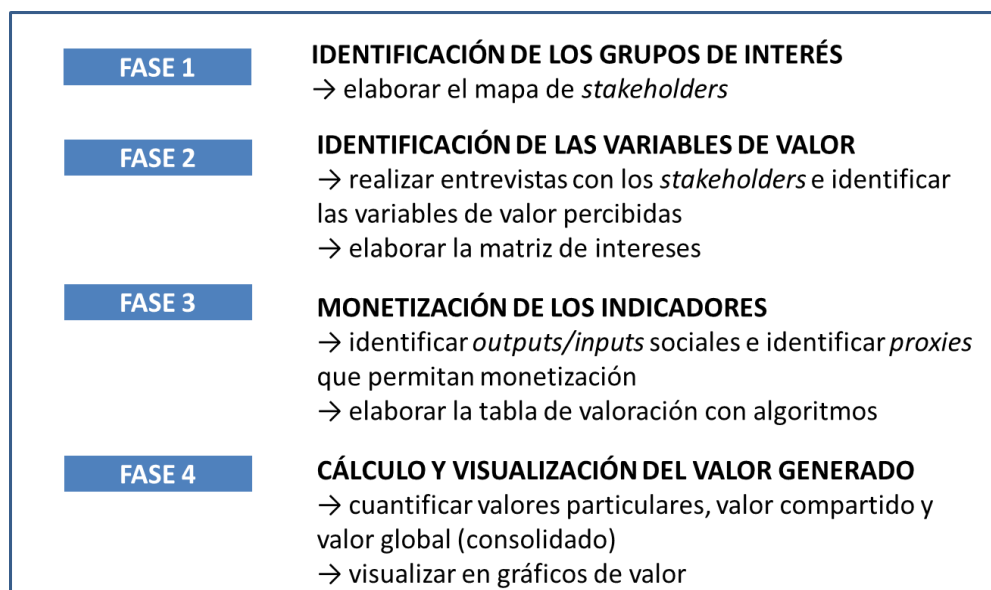 FASE 1
IDENTIFICACIÓN DE LOS GRUPOS DE INTERÉS
→ elaborar el mapa de stakeholders
FASE 2
IDENTIFICACIÓN DE LAS VARIABLES DE VALOR
→ realizar entrevistas con los stakeholders e identificar
las variables de valor percibidas
→ elaborar la matriz de intereses
FASE 3
MONETIZACIÓN DE LOS INDICADORES
→ identificar outputs/inputs sociales e identificar proxies
que permitan monetización
→ elaborar la tabla de valoración con algoritmos
FASE 4
CÁLCULO Y VISUALIZACIÓN DEL VALOR GENERADO
→ cuantificar valores particulares, valor compartido y
valor global (consolidado)
→ visualizar en gráficos de valor